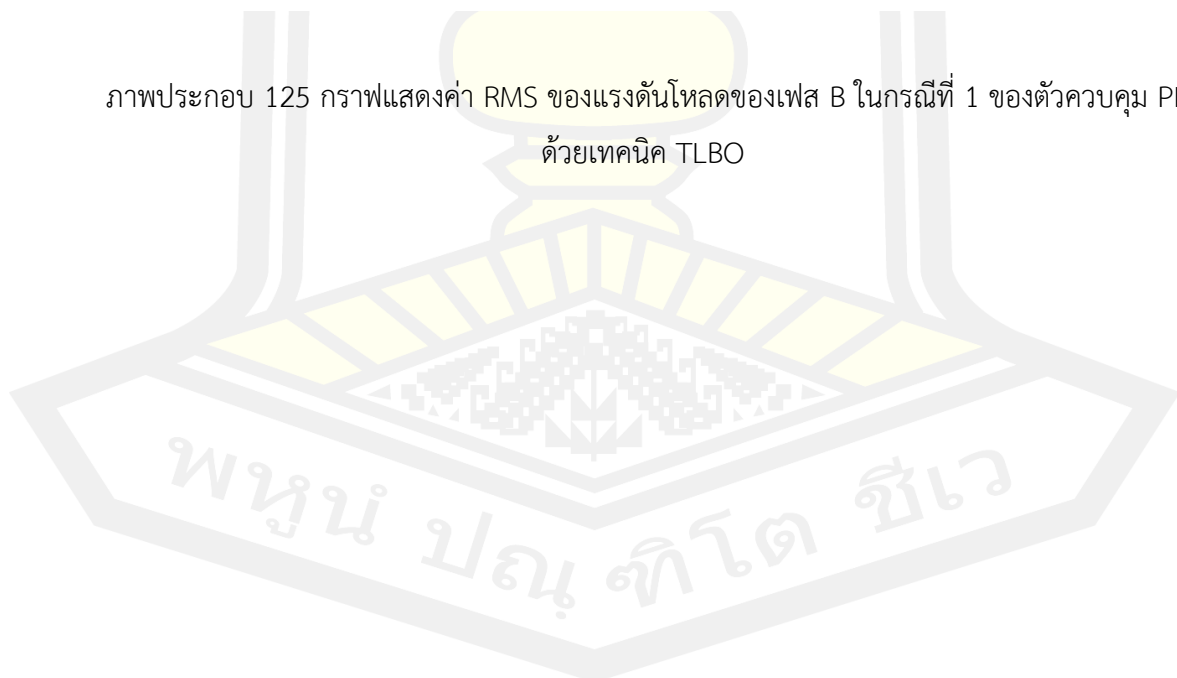 ภาพประกอบ 125 กราฟแสดงค่า RMS ของแรงดันโหลดของเฟส B ในกรณีที่ 1 ของตัวควบคุม
ด้วยเทคนิค TLBO
พหูนํ ปณฺฑิโต ชีเว